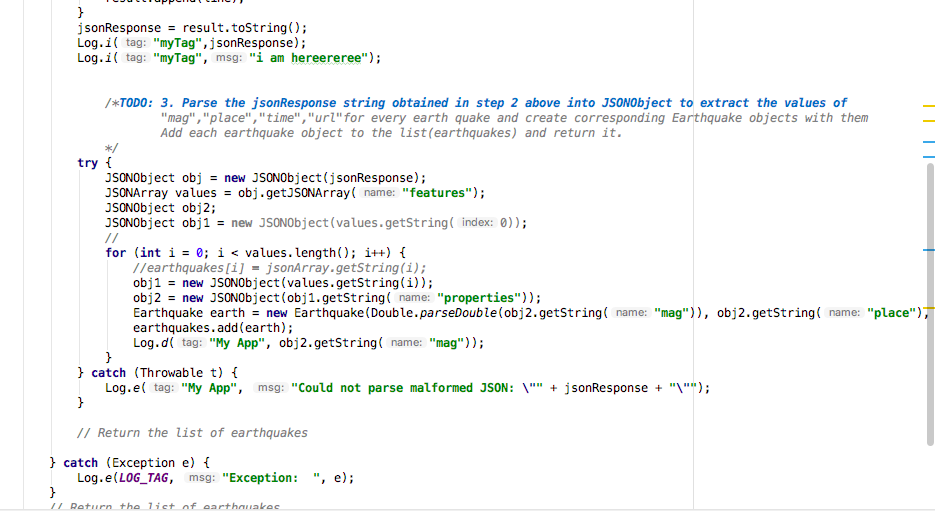 result.append(line);
}
jsonResponse = result.toString();
Log.i( tag: "myTag",jsonResponse);
Log.i( tag: "myTag", msg: "i am hereereree");
/*TODO: 3. Parse the jsonResponse string obtained in step 2 above into JSONObject to extract the values of
"mag","place","time","url"for every earth quake and create corresponding Earthquake objects with them
Add each earthquake object to the list(earthquakes) and return it.
*/
try {
JSONObject obj = new JSONObject(jsonResponse);
JSONArray values = obj.getJSONArray( name: "features");
JSONObject obj2;
JSONObject obj1 = new JSONObject(values.getString( index: 0));
//
for (int i = 0; i < values.length(); i++) {
//earthquakes[i] = jsonArray.getString(i);
obj1 = new JSONObject(values.getString(i));
obj2 = new JSONObject(obj1.getString( name: "properties"));
Earthquake earth = new Earthquake(Double.parseDouble(obj2.getString( name: "mag")), obj2.getString( name: "place"),
earthquakes.add(earth);
Log.d( tag: "My App", obj2.getString( name: "mag"));
}
} catch (Throwable t) {
Log.e( tag: "My App", msg: "Could not parse malformed JSON: \"" + jsonResponse + "\"");
}
// Return the list of earthquakes
} catch (Exception e) {
Log.e(LOG_TAG, msg: "Exception: ", e);
}
// Return the list of earthquakes